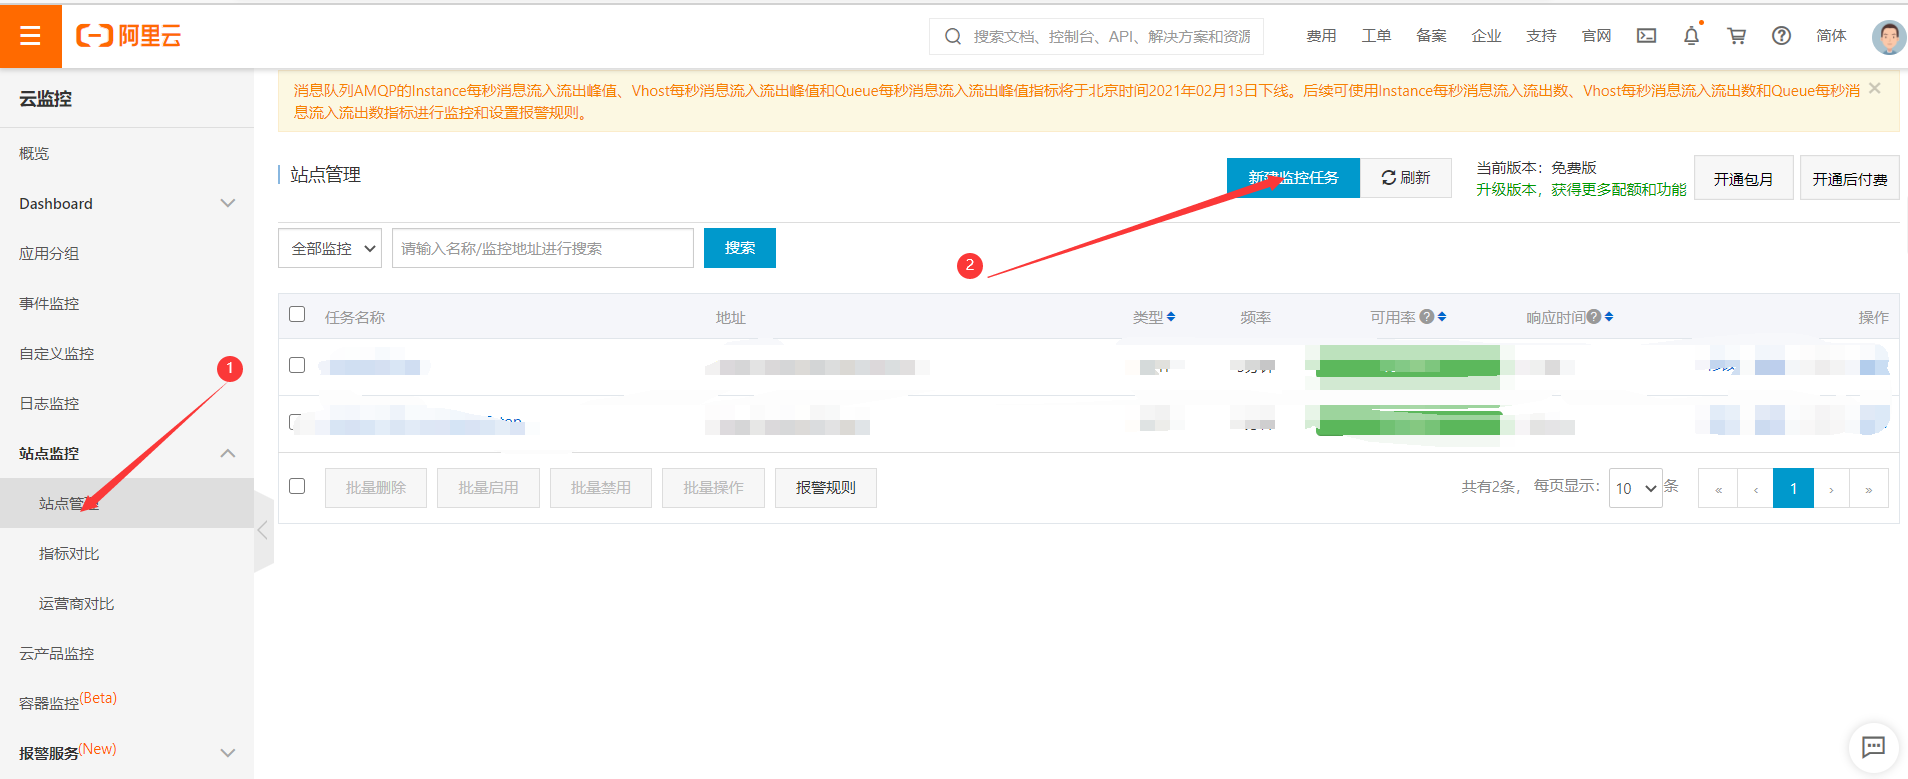 阿里云
搜索文档、控制台、API、解决方案和资源
费用 工单 备案 企业 支持 官网 简体
云监控
概览
Dashboard
应用分组
事件监控
自定义监控
日志监控
站点监控
站点管理
指标对比
运营商对比
云产品监控
容器监控(Beta)
报警服务(New)
1
消息队列AMQP的Instance每秒消息流入流出峰值、Vhost每秒消息流入流出峰值和Queue每秒消息流入流出峰值指标将于北京时间2021年02月13日下线。后续可使用Instance每秒消息流入流出数、Vhost每秒消息流入流出数和Queue每秒消
息流入流出数指标进行监控和设置报警规则。
站点管理
新建监控任务 刷新
当前版本：免费版
升级版本，获得更多配额和功能
开通包月 开通后付费
全部监控 请输入名称/监控地址进行搜索 搜索
2
任务名称 地址 类型 频率 可用率 响应时间 操作
批量删除 批量启用 批量禁用 批量操作 报警规则
共有2条， 每页显示： 10 条 « ‹ 1 › »